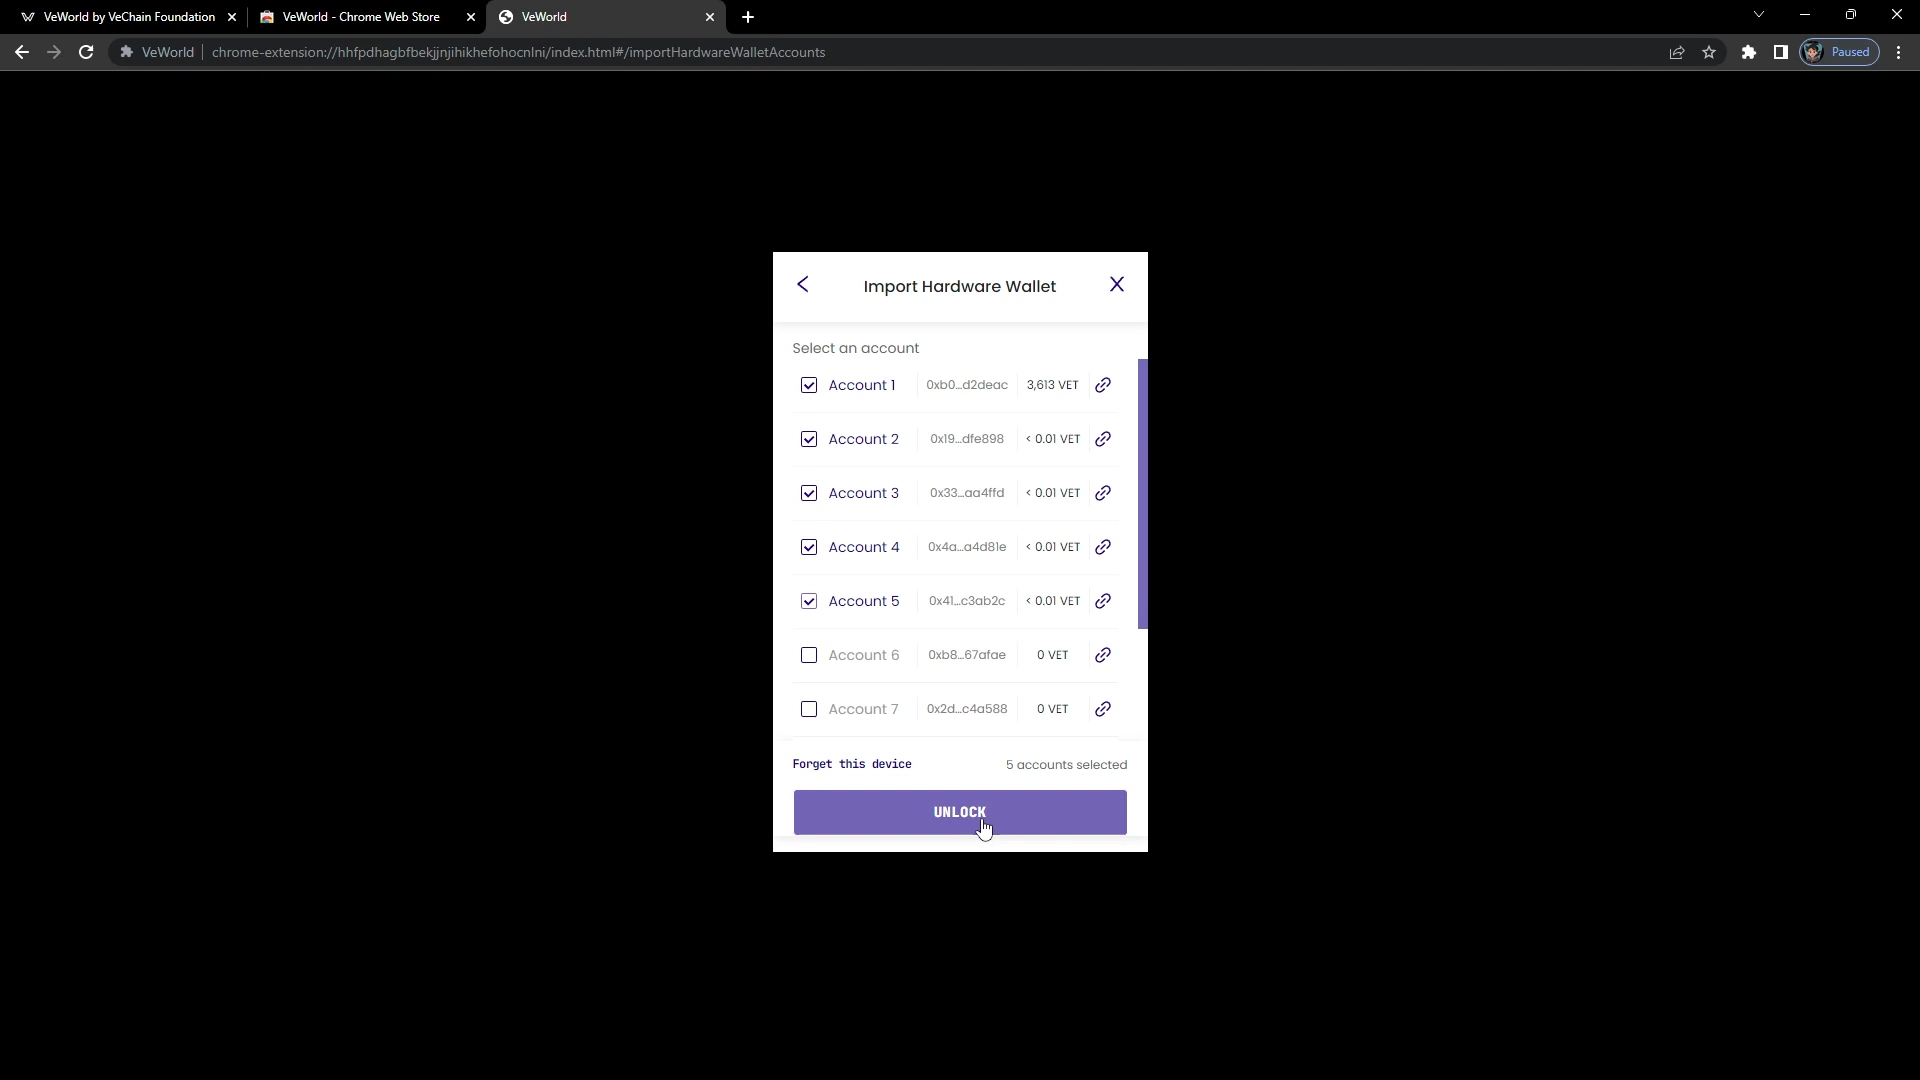 VeWorld by VeChain Foundation
VeWorld - Chrome Web Store
VeWorld
VeWorld
chrome-extension://hhfpdhagbfbekjjnjihikhefohocnlni/index.html#/importHardwareWalletAccounts
Paused
Import Hardware Wallet
Select an account
Account 1 0xb0...d2deac 3,613 VET
Account 2 0x19...dfe898 < 0.01 VET
Account 3 0x33...aa4ffd < 0.01 VET
Account 4 0x4a...a4d81e < 0.01 VET
Account 5 0x41...c3ab2c < 0.01 VET
Account 6 0xb8...67afae 0 VET
Account 7 0x2d...c4a588 0 VET
Forget this device 5 accounts selected
UNLOCK